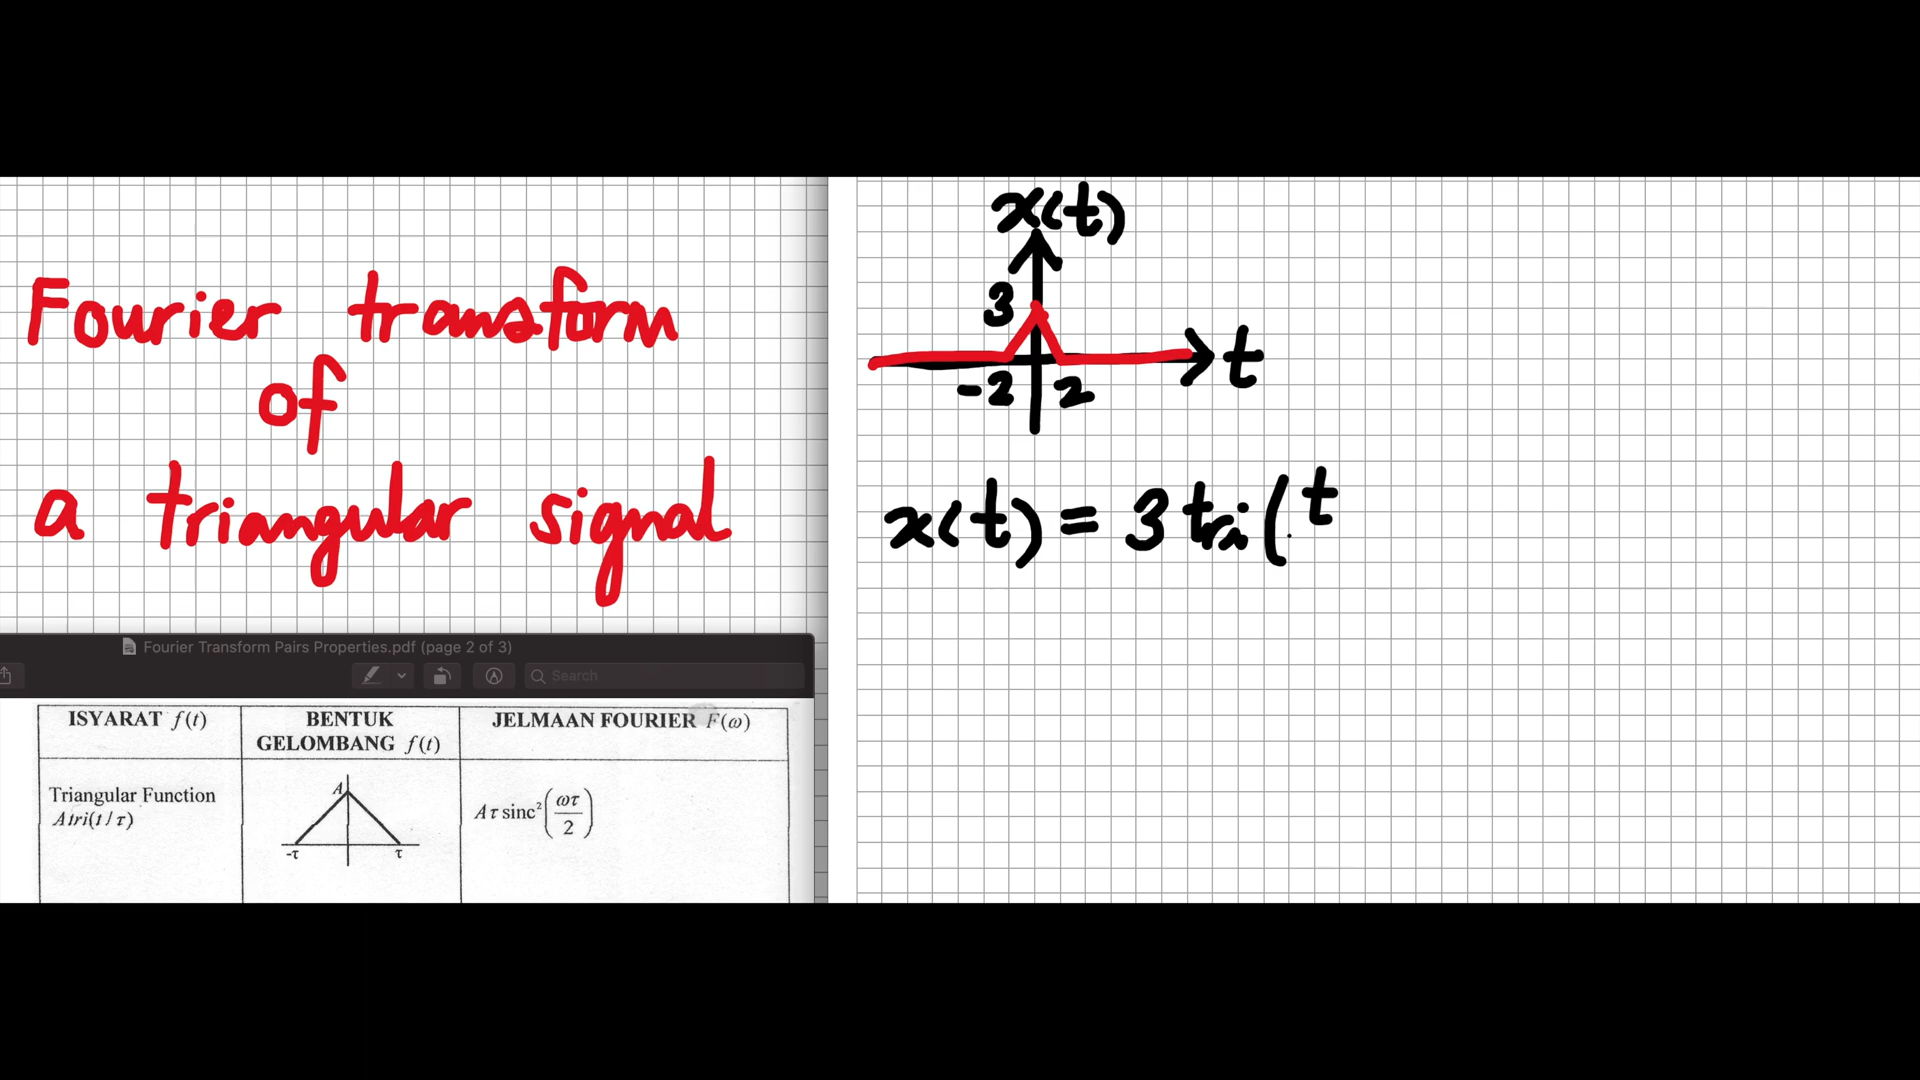 Fourier transform
of
a triangular signal
x(t)
3
t
-2 2
x(t) = 3 tri( t
Fourier Transform Pairs Properties.pdf (page 2 of 3)
Search
ISYARAT f(t)
BENTUK
GELOMBANG f(t)
JELMAAN FOURIER F(ω)
Triangular Function
Atri(t/τ)
A
-τ τ
Aτ sinc²(ωτ/2)